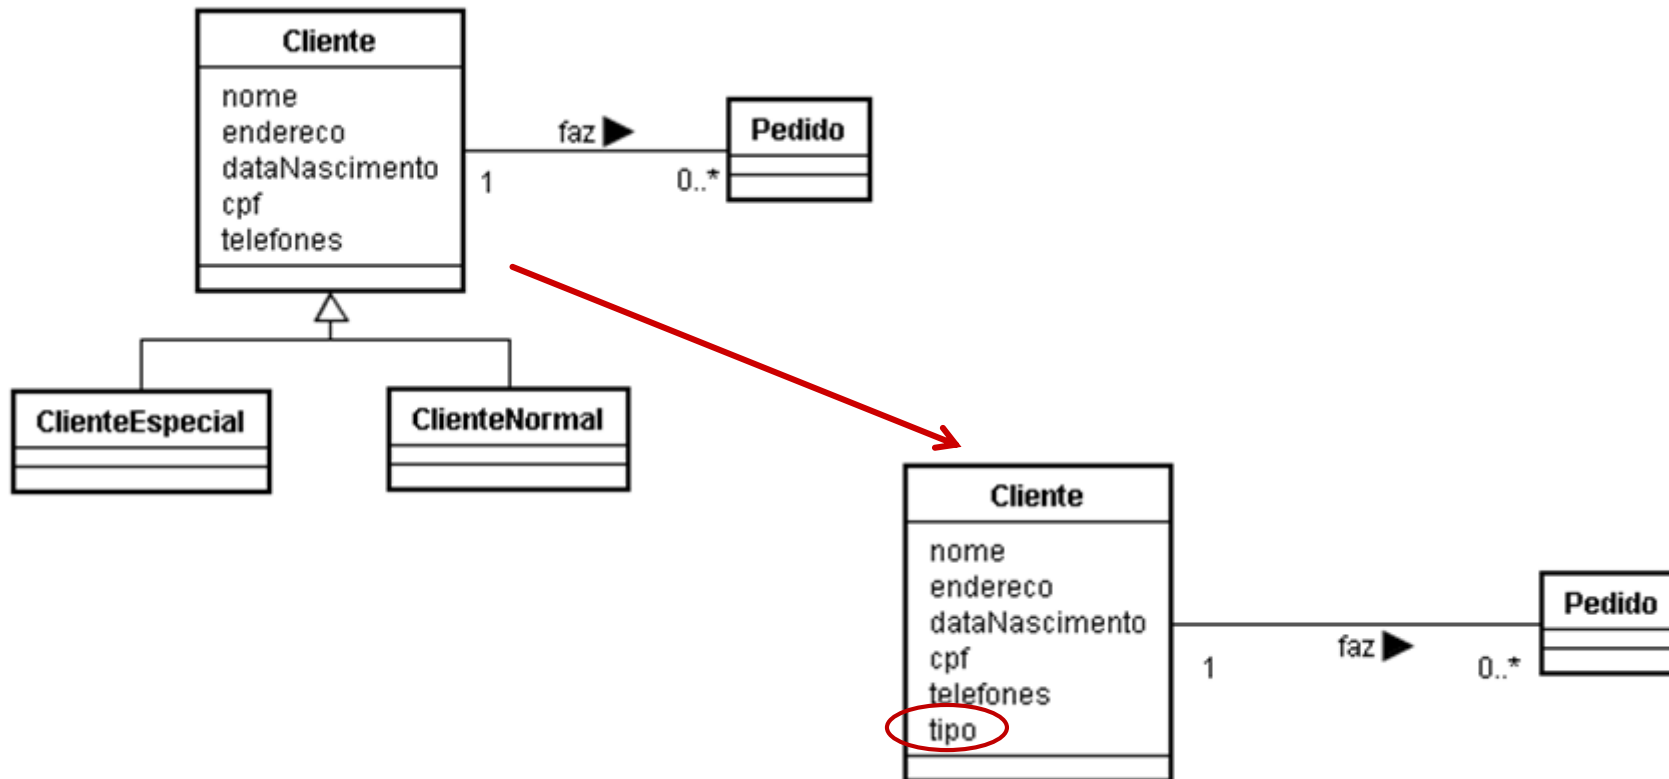 Cliente
nome
endereco
dataNascimento
cpf
telefones
faz
1
0..*
Pedido
ClienteEspecial
ClienteNormal
Cliente
nome
endereco
dataNascimento
cpf
telefones
tipo
faz
1
0..*
Pedido